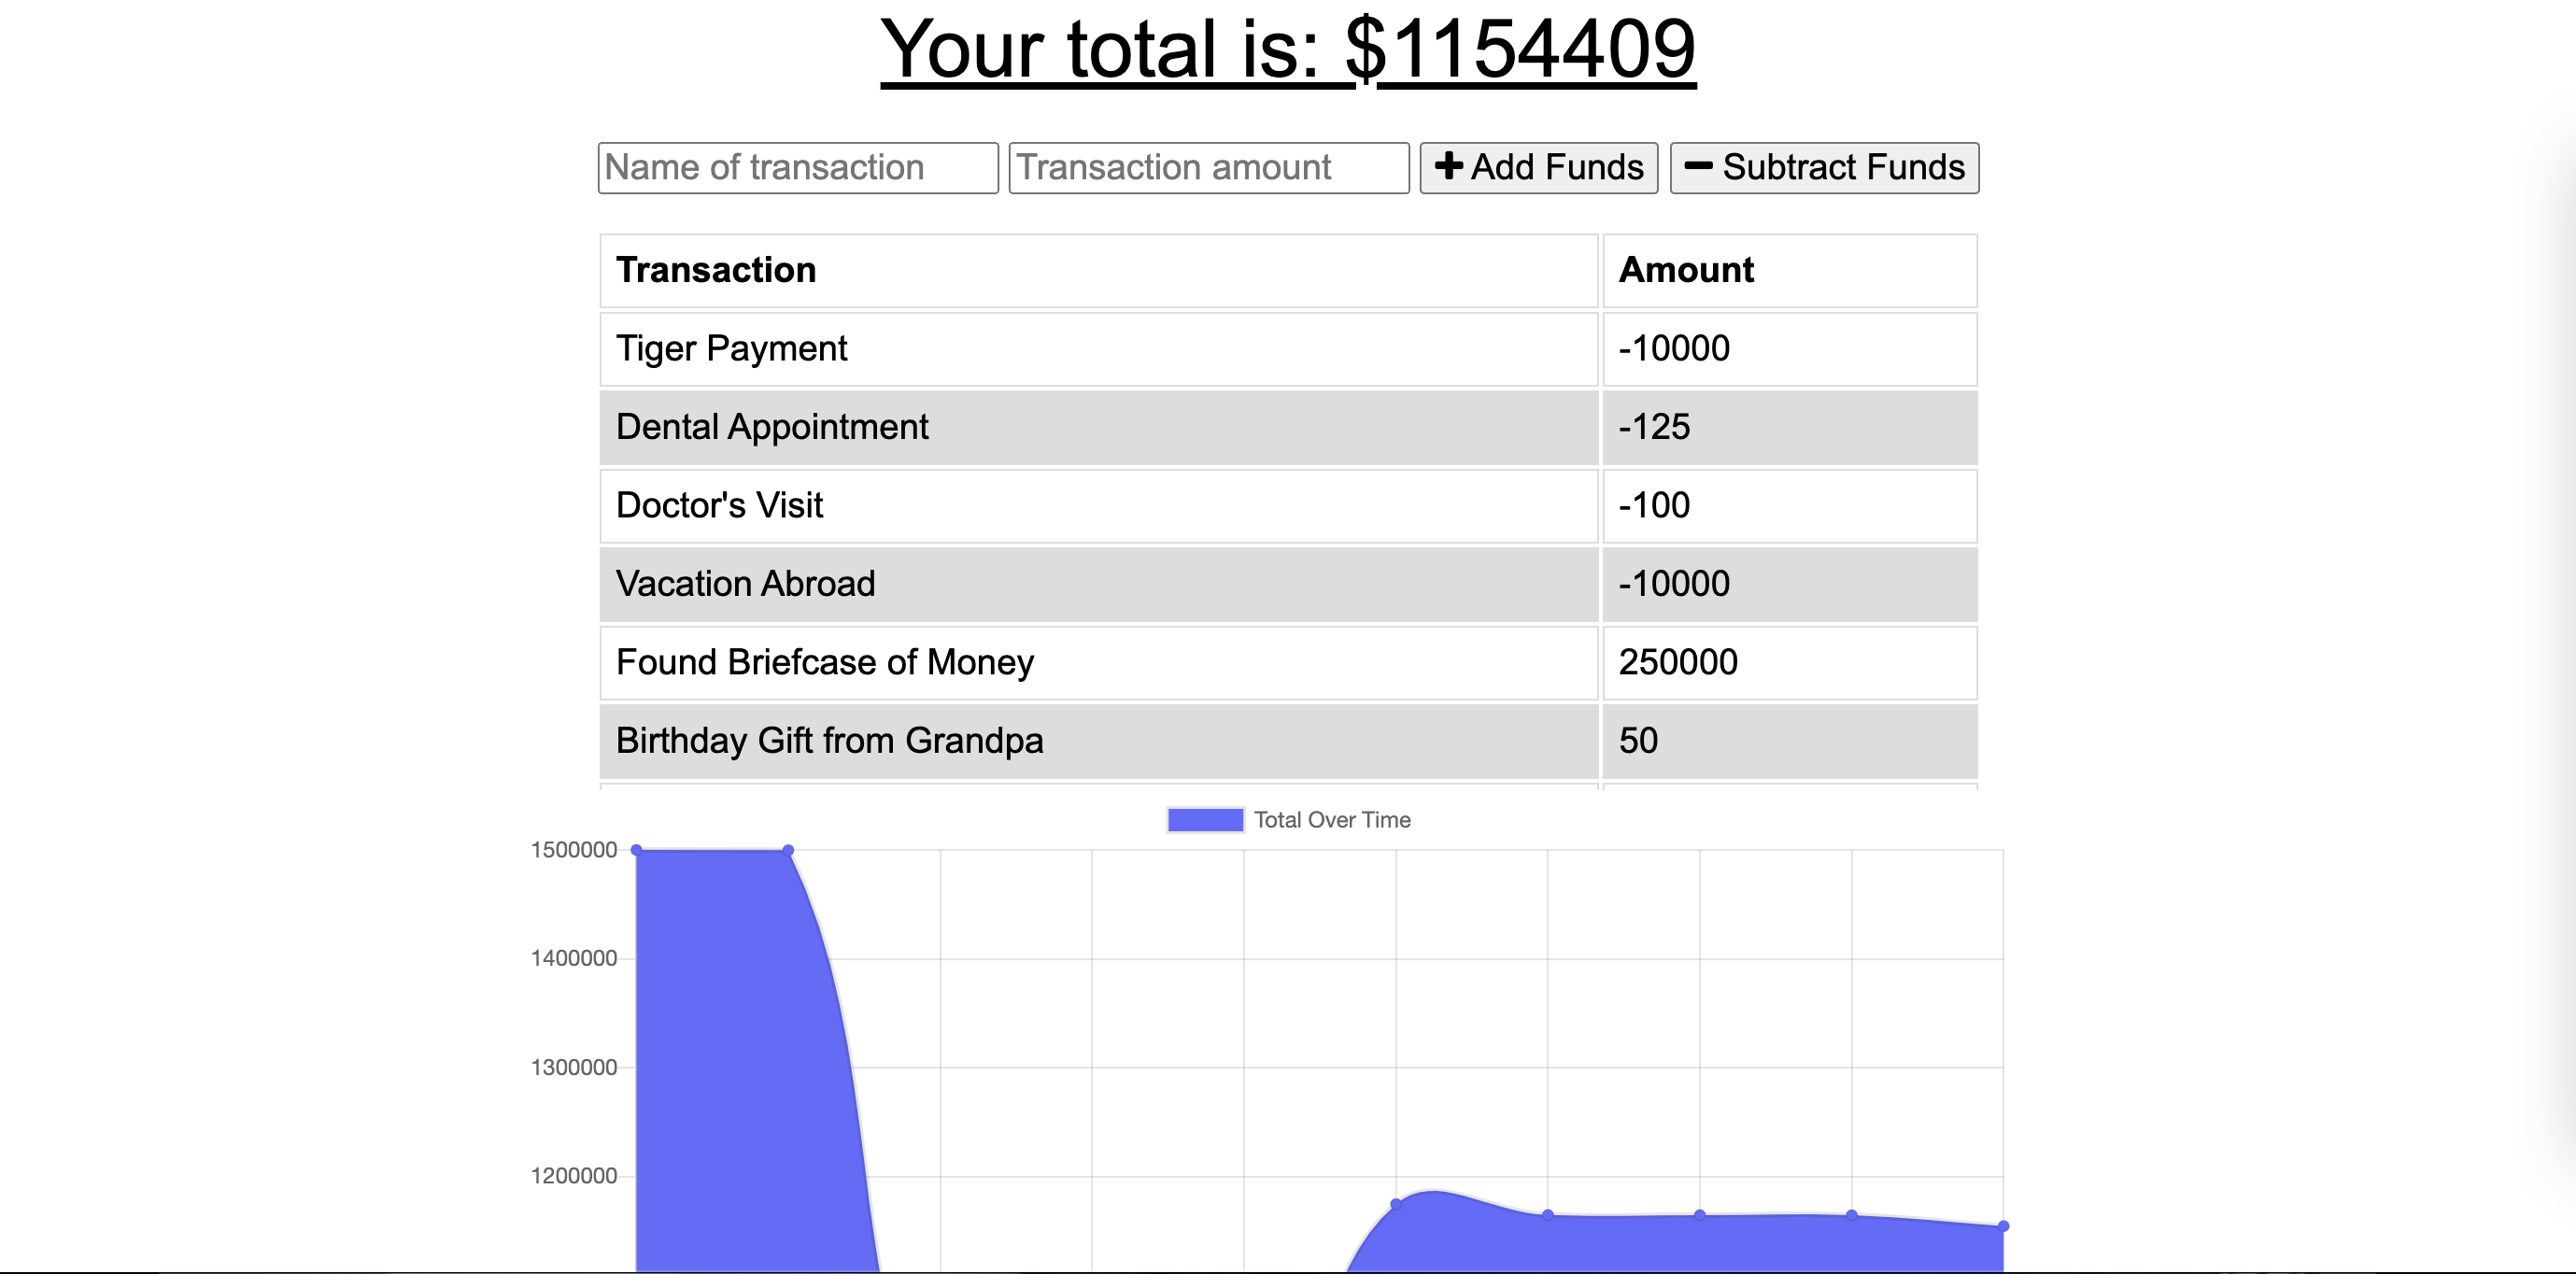 Your total is: $1154409
Name of transaction Transaction amount + Add Funds − Subtract Funds
Transaction Amount
Tiger Payment -10000
Dental Appointment -125
Doctor's Visit -100
Vacation Abroad -10000
Found Briefcase of Money 250000
Birthday Gift from Grandpa 50
Total Over Time
1500000
1400000
1300000
1200000